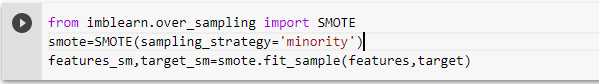 from imblearn.over_sampling import SMOTE
smote=SMOTE(sampling_strategy='minority')
features_sm,target_sm=smote.fit_sample(features,target)